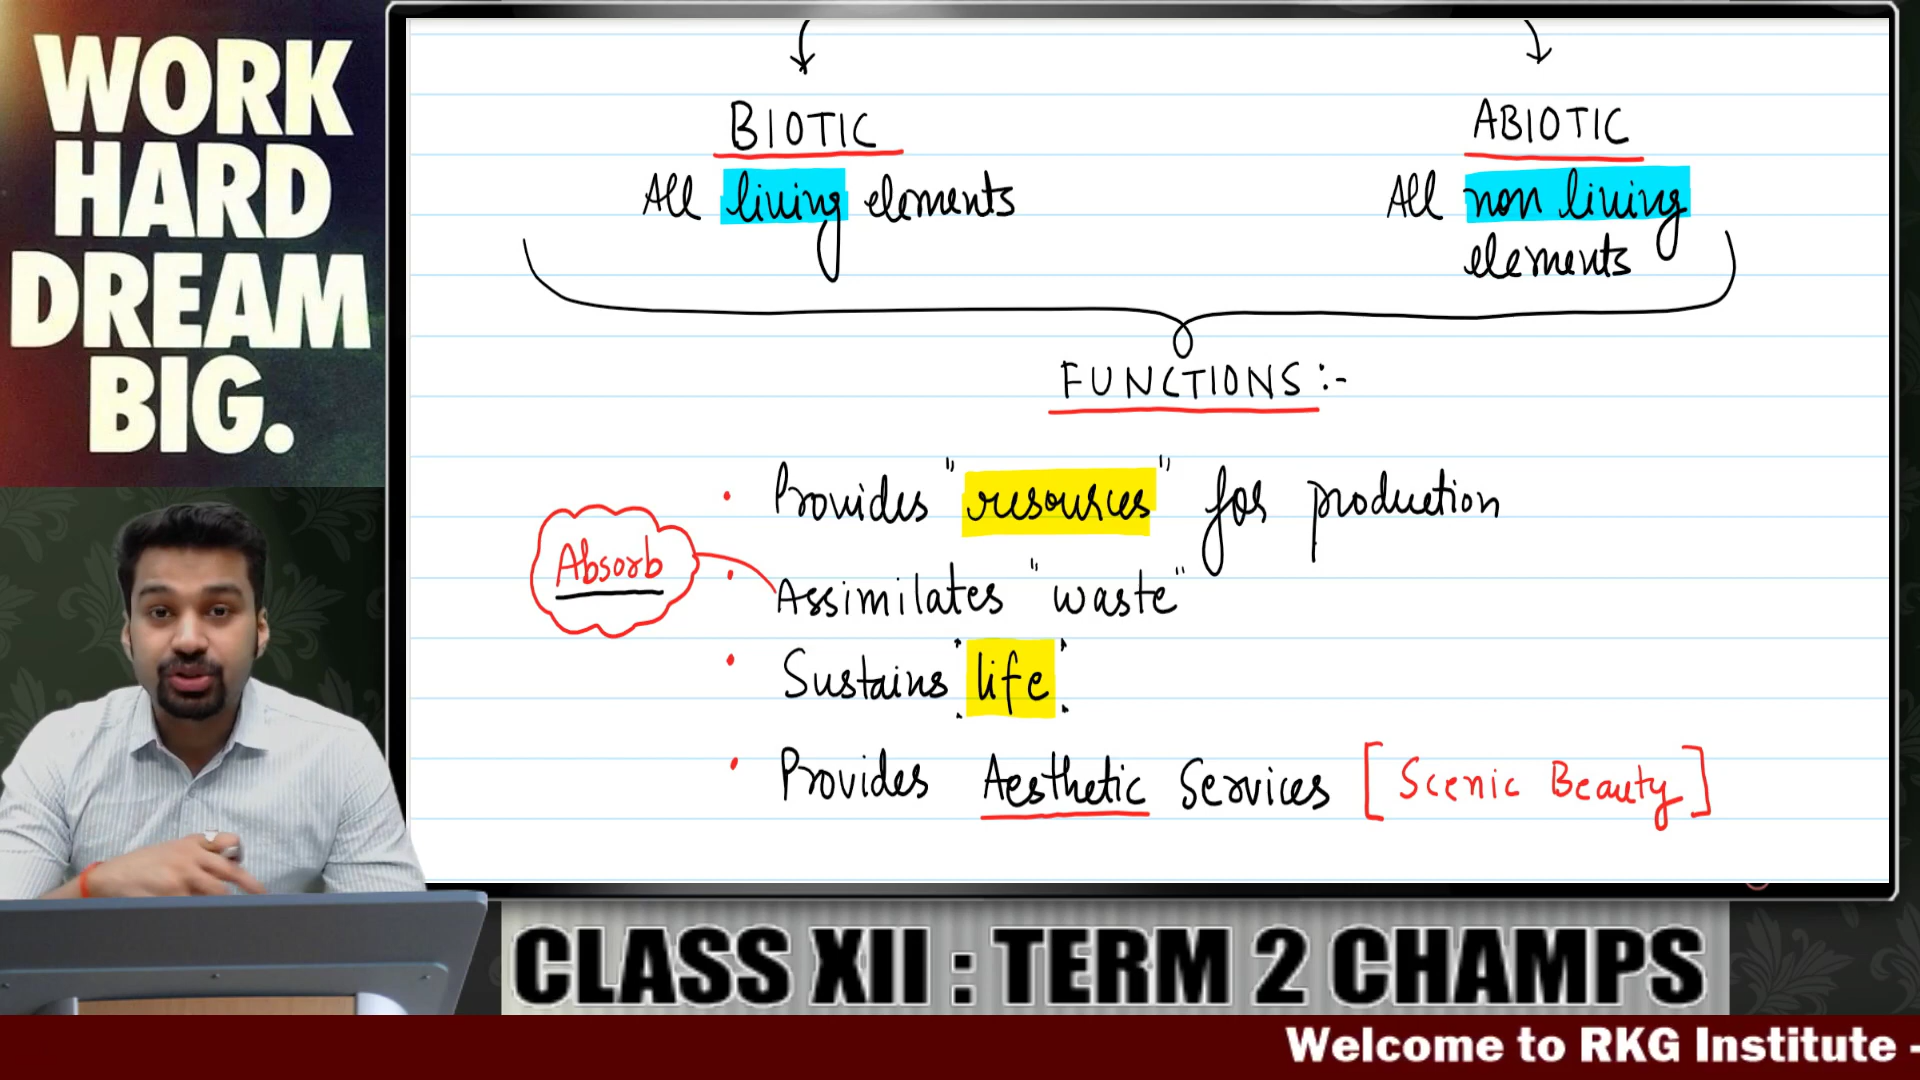 WORK
HARD
DREAM
BIG.
BIOTIC
All living elements
ABIOTIC
All non living
elements
FUNCTIONS :-
• Provides "resources" for production
Absorb
• Assimilates "waste"
• Sustains life
• Provides Aesthetic Services [Scenic Beauty]
CLASS XII : TERM 2 CHAMPS
Welcome to RKG Institute -